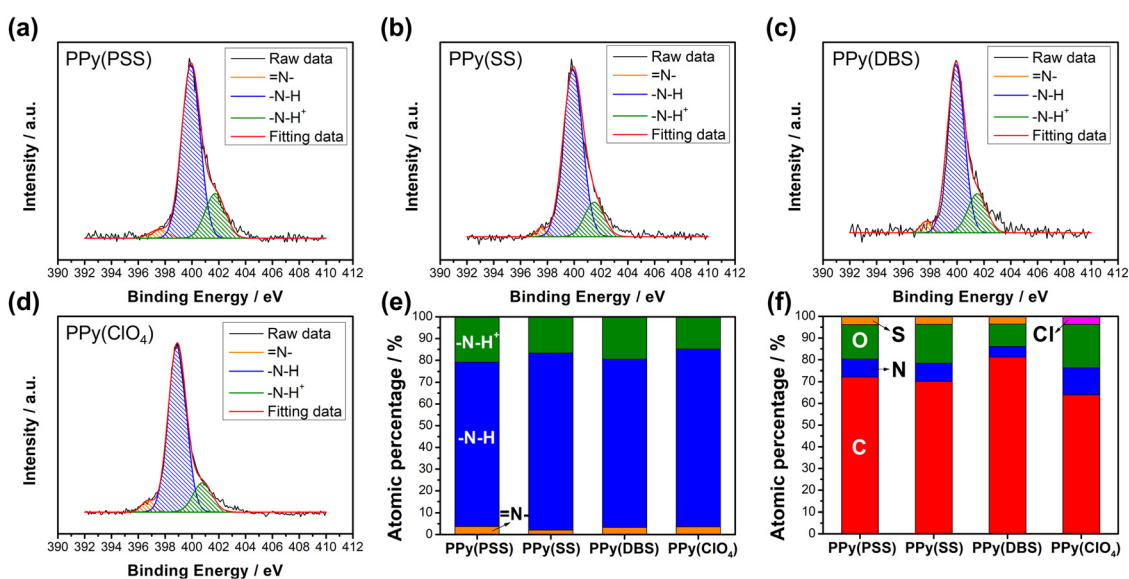 (a)
PPy(PSS)
Raw data
=N-
-N-H
-N-H⁺
Fitting data
Intensity / a.u.
390 392 394 396 398 400 402 404 406 408 410 412
Binding Energy / eV
(b)
PPy(SS)
Raw data
=N-
-N-H
-N-H⁺
Fitting data
Intensity / a.u.
390 392 394 396 398 400 402 404 406 408 410 412
Binding Energy / eV
(c)
PPy(DBS)
Raw data
=N-
-N-H
-N-H⁺
Fitting data
Intensity / a.u.
390 392 394 396 398 400 402 404 406 408 410 412
Binding Energy / eV
(d)
PPy(ClO₄)
Raw data
=N-
-N-H
-N-H⁺
Fitting data
Intensity / a.u.
390 392 394 396 398 400 402 404 406 408 410 412
Binding Energy / eV
(e)
Atomic percentage / %
100
90
80
70
60
50
40
30
20
10
0
-N-H⁺
-N-H
=N-
PPy(PSS) PPy(SS) PPy(DBS) PPy(ClO₄)
(f)
Atomic percentage / %
100
90
80
70
60
50
40
30
20
10
0
S
O
N
C
Cl
PPy(PSS) PPy(SS) PPy(DBS) PPy(ClO₄)